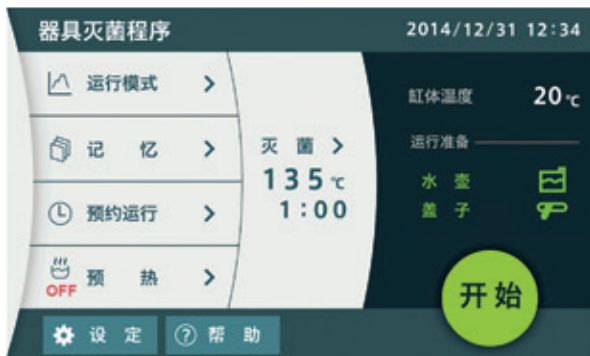 器具灭菌程序
2014/12/31 12:34
运行模式
记忆
预约运行
OFF 预热
灭菌
135℃
1:00
缸体温度 20℃
运行准备
水壶
盖子
开始
设定
? 帮助